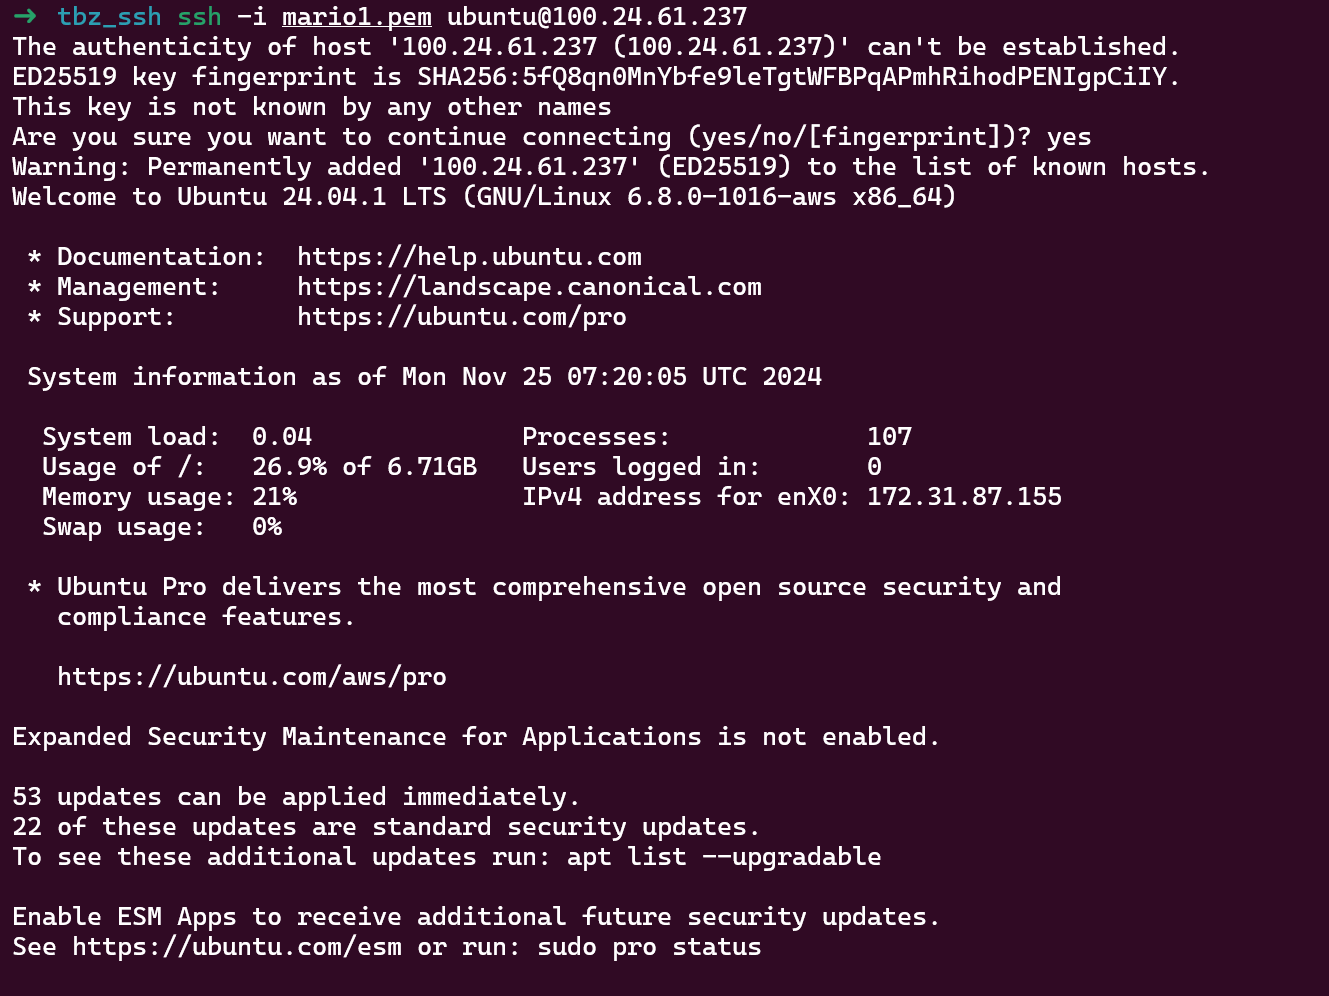 ➜ tbz_ssh ssh -i mario1.pem ubuntu@100.24.61.237
The authenticity of host '100.24.61.237 (100.24.61.237)' can't be established.
ED25519 key fingerprint is SHA256:5fQ8qn0MnYbfe9leTgtWFBPqAPmhRihodPENIgpCiIY.
This key is not known by any other names
Are you sure you want to continue connecting (yes/no/[fingerprint])? yes
Warning: Permanently added '100.24.61.237' (ED25519) to the list of known hosts.
Welcome to Ubuntu 24.04.1 LTS (GNU/Linux 6.8.0-1016-aws x86_64)

 * Documentation:  https://help.ubuntu.com
 * Management:     https://landscape.canonical.com
 * Support:        https://ubuntu.com/pro

 System information as of Mon Nov 25 07:20:05 UTC 2024

  System load:  0.04              Processes:             107
  Usage of /:   26.9% of 6.71GB   Users logged in:       0
  Memory usage: 21%               IPv4 address for enX0: 172.31.87.155
  Swap usage:   0%

 * Ubuntu Pro delivers the most comprehensive open source security and
   compliance features.

   https://ubuntu.com/aws/pro

Expanded Security Maintenance for Applications is not enabled.

53 updates can be applied immediately.
22 of these updates are standard security updates.
To see these additional updates run: apt list --upgradable

Enable ESM Apps to receive additional future security updates.
See https://ubuntu.com/esm or run: sudo pro status